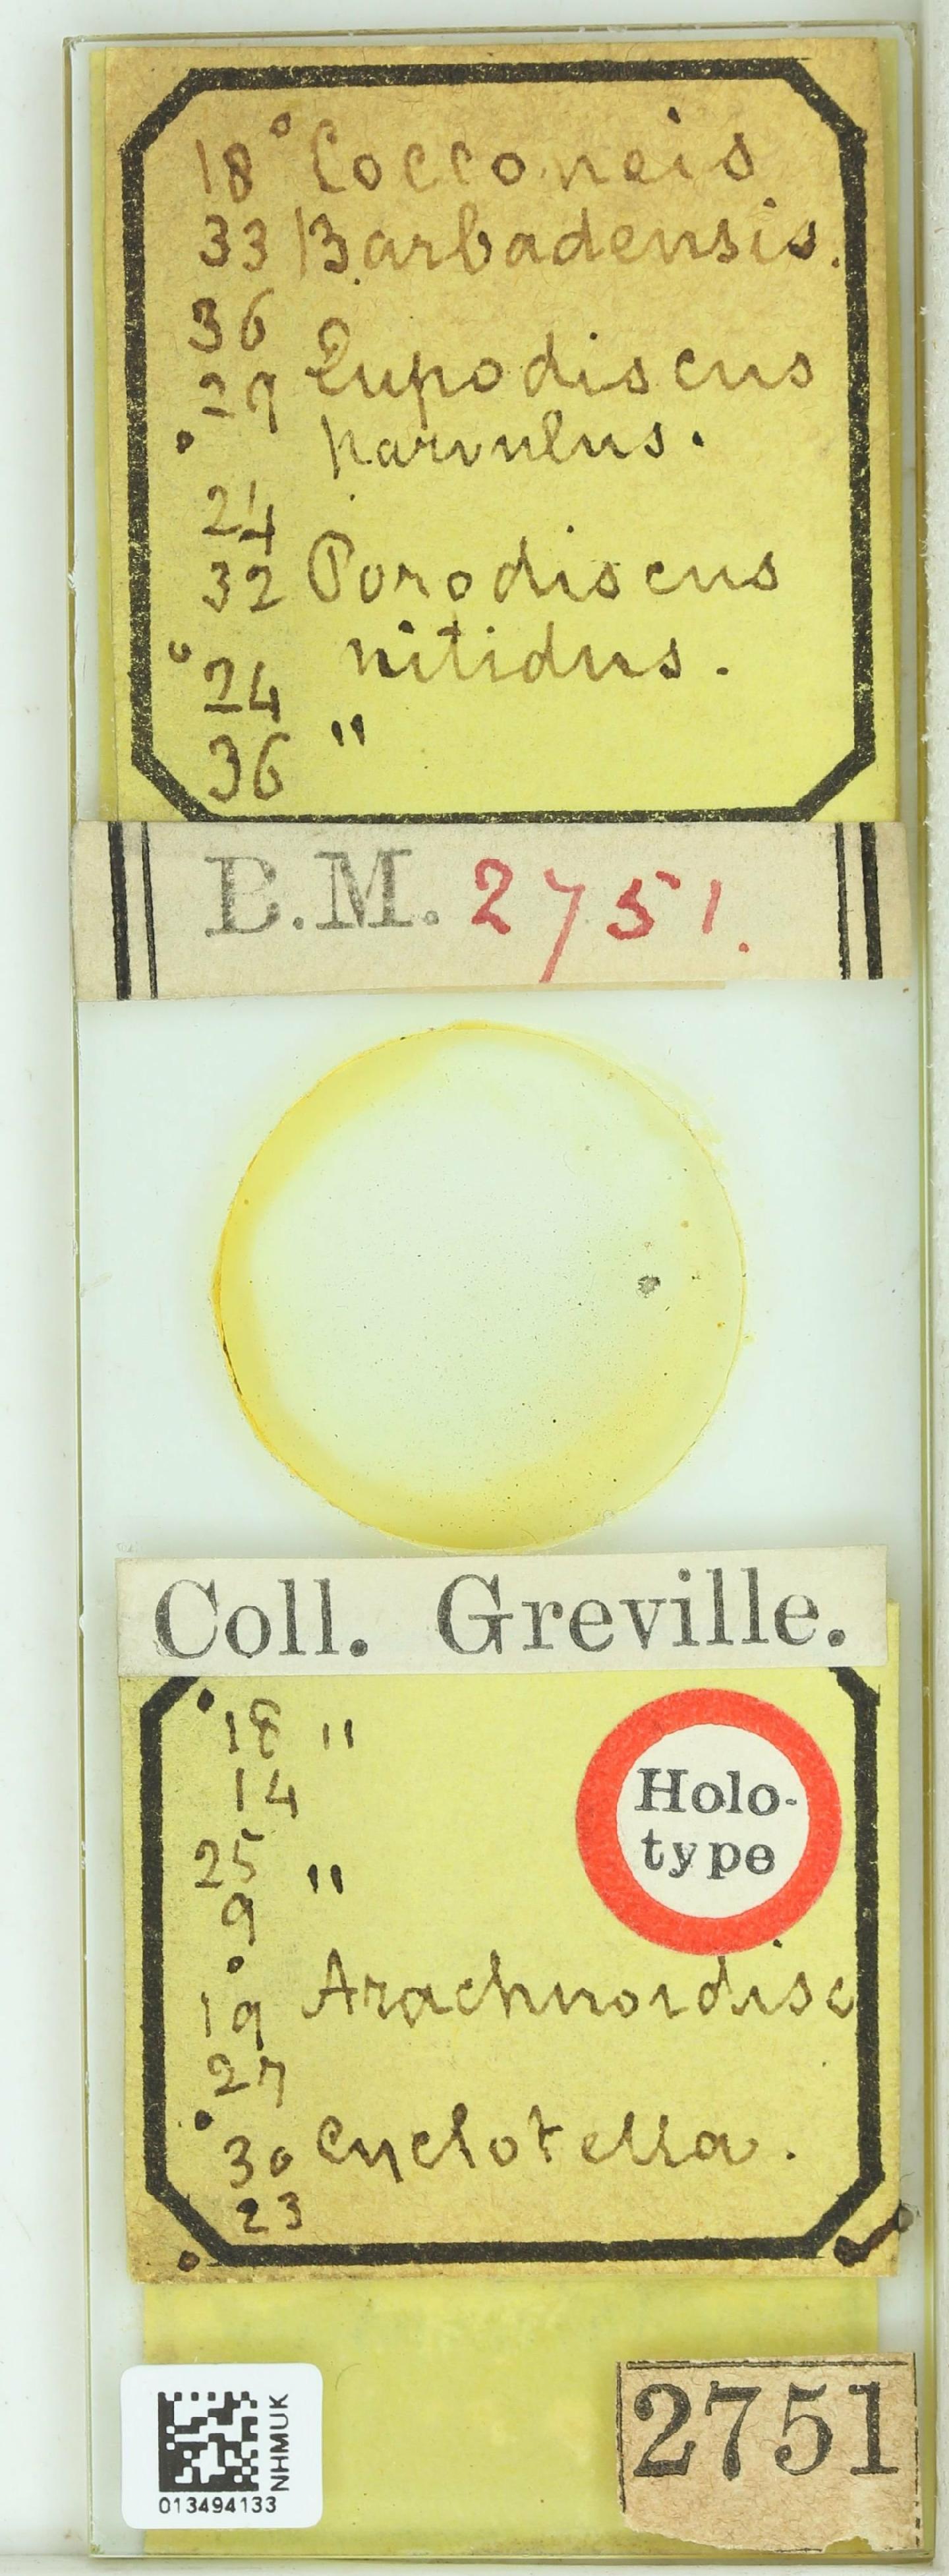 18° Cocconeis
33 Barbadensis.
36
29 Eupodiscus
parvulus.
24
32 Porodiscus
nitidus.
24
36 "
B.M. 2751.
Coll. Greville.
18 "
14
25 "
9
Holo-
type
19 Arachnoidisc
27
30 Cyclotella.
23
NHMUK
013494133
2751